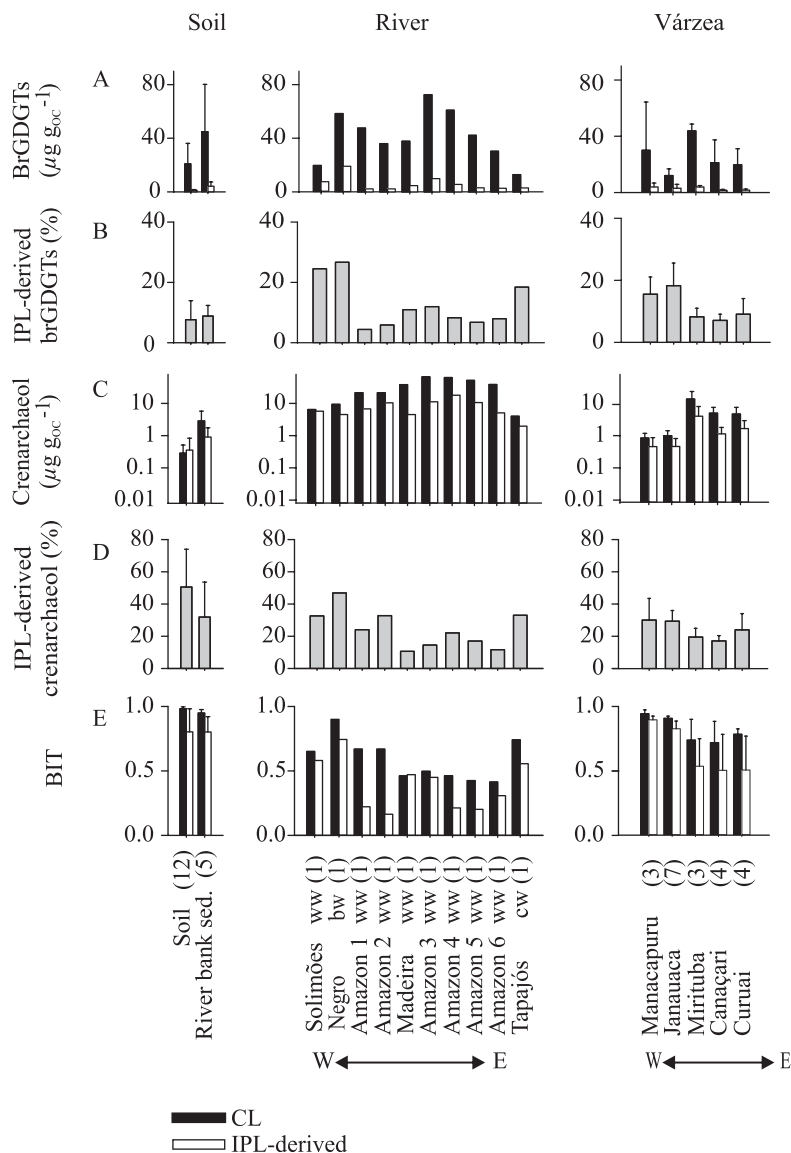 Soil River Várzea
A
BrGDGTs
(µg goc-1)
80 80 80
40 40 40
0 0 0
B
IPL-derived
brGDGTs (%)
40 40 40
20 20 20
0 0 0
C
Crenarchaeol
(µg goc-1)
10 10 10
1 1 1
0.1 0.1 0.1
0.01 0.01 0.01
D
IPL-derived
crenarchaeol (%)
80 80 80
60 60 60
40 40 40
20 20 20
0 0 0
E
BIT
1.0 1.0 1.0
0.5 0.5 0.5
0.0 0.0 0.0
Soil (12)
River bank sed. (5)
Solimões ww (1)
Negro bw (1)
Amazon 1 ww (1)
Amazon 2 ww (1)
Madeira ww (1)
Amazon 3 ww (1)
Amazon 4 ww (1)
Amazon 5 ww (1)
Amazon 6 ww (1)
Tapajós cw (1)
Manacapuru (3)
Janauaca (7)
Mirituba (3)
Canaçari (4)
Curuai (4)
W E W E
CL
IPL-derived